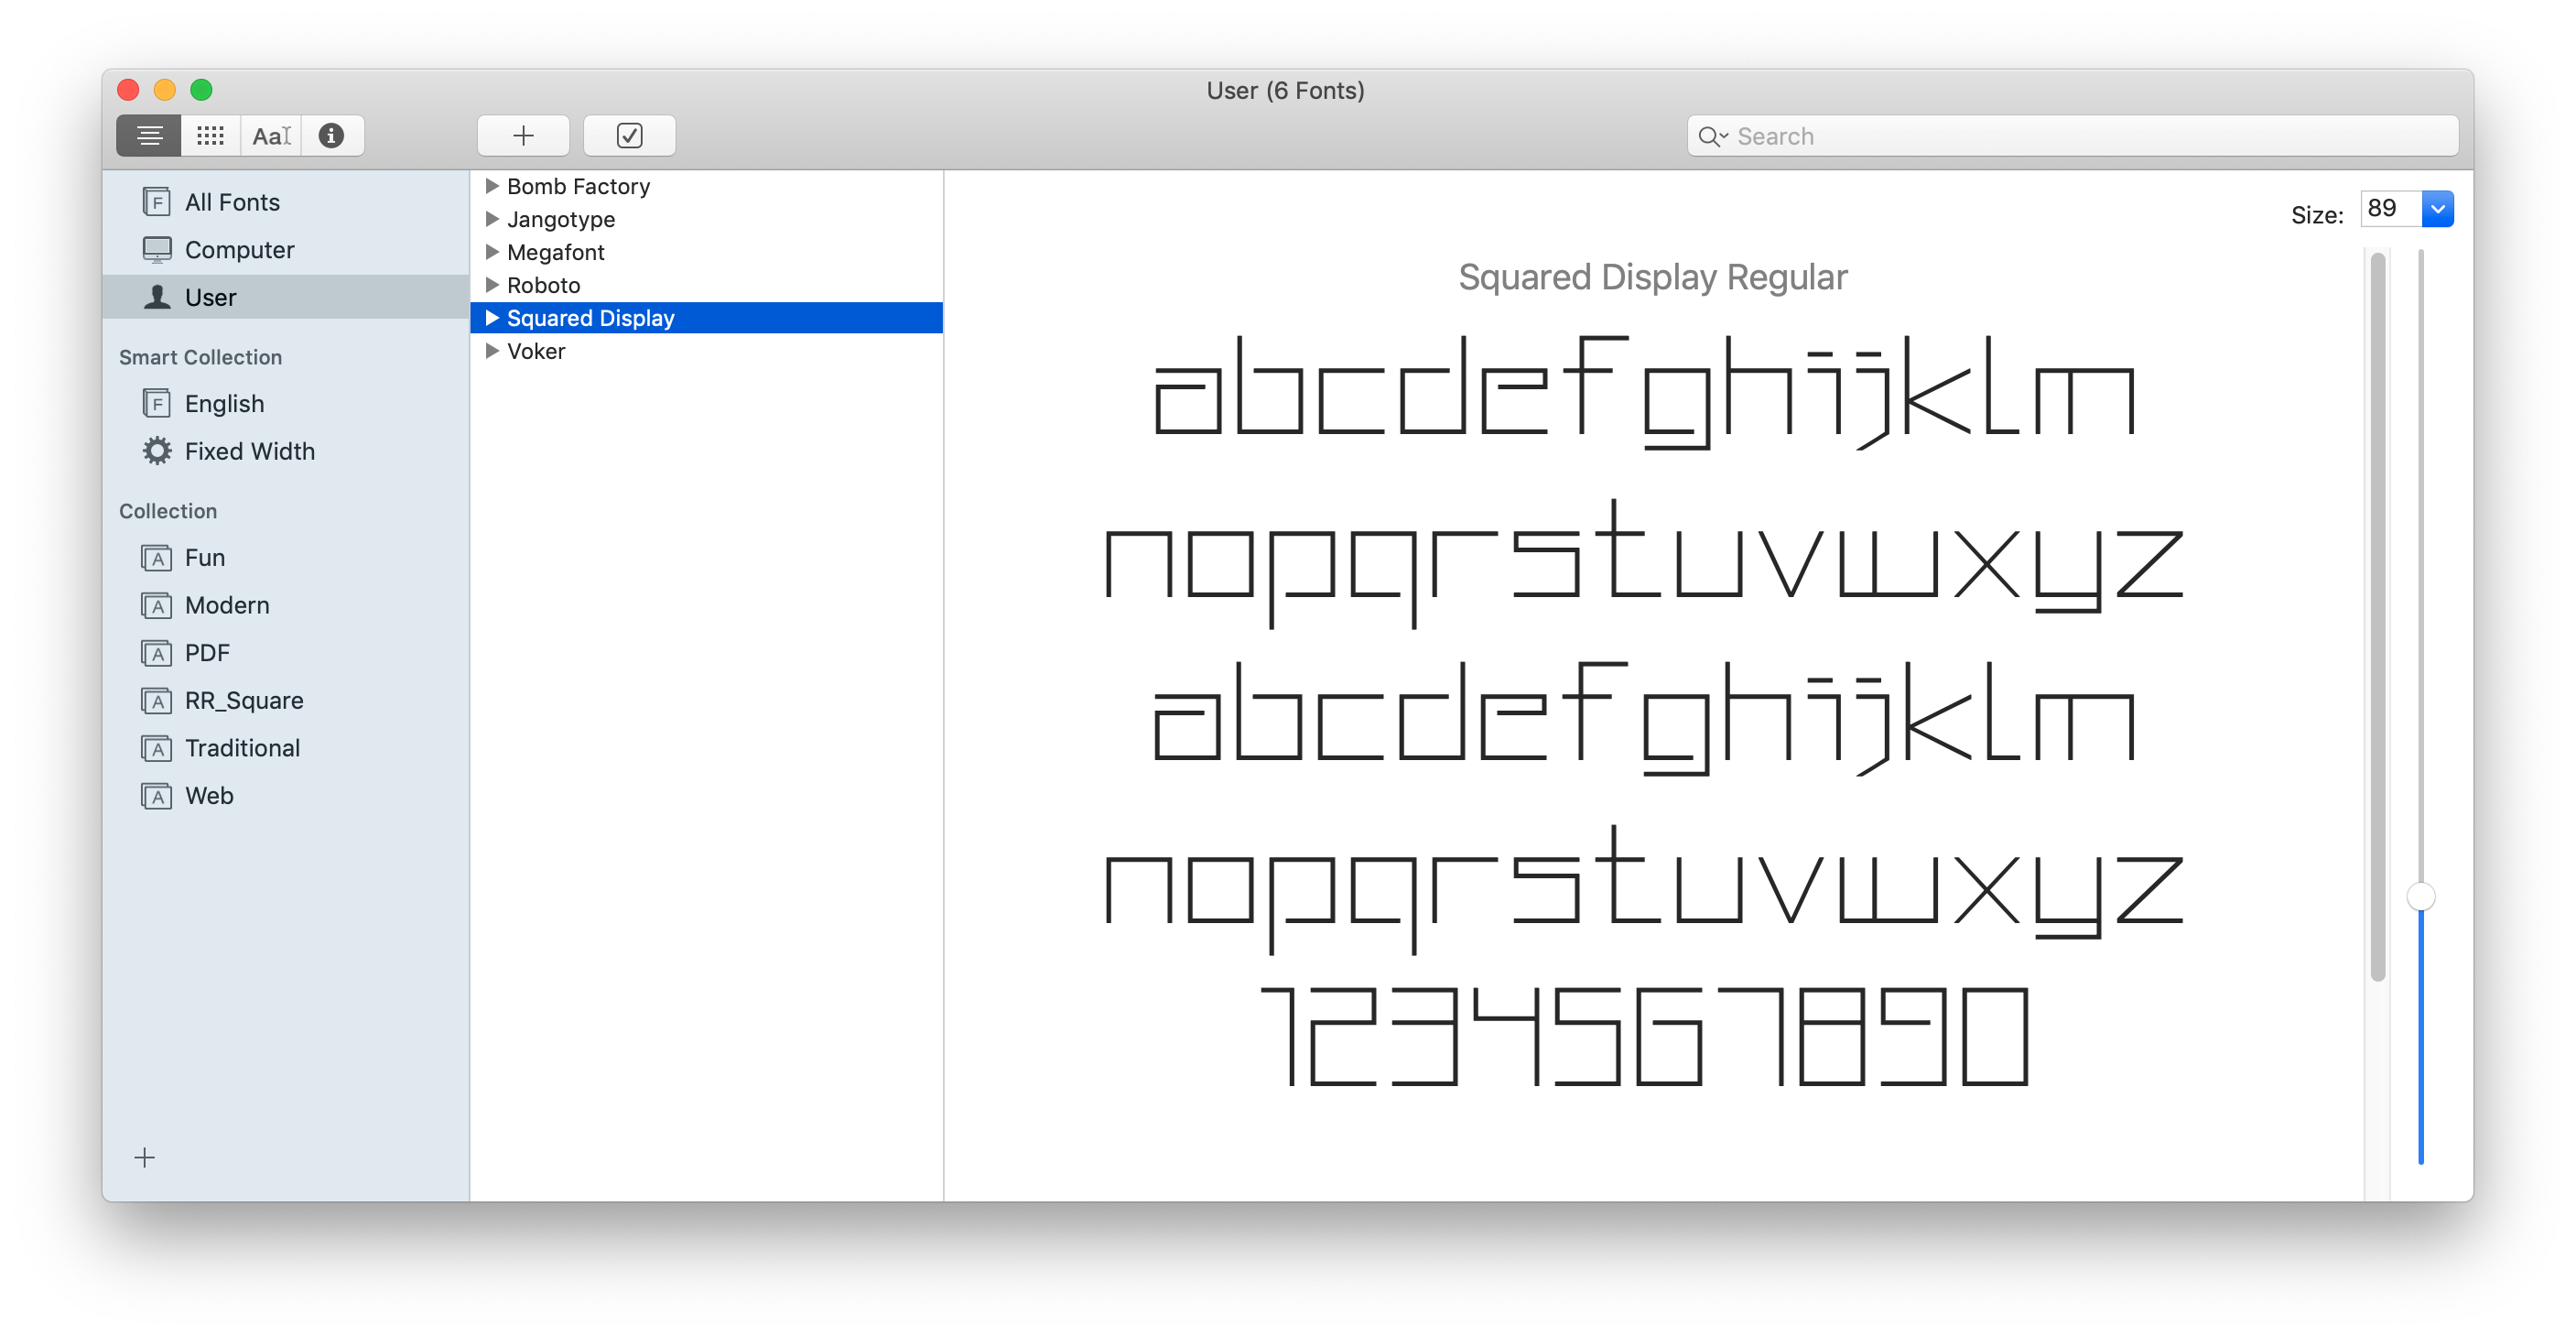 User (6 Fonts)
Aa
Search
All Fonts
Computer
User
Smart Collection
English
Fixed Width
Collection
Fun
Modern
PDF
RR_Square
Traditional
Web
Bomb Factory
Jangotype
Megafont
Roboto
Squared Display
Voker
Size: 89
Squared Display Regular
abcdefghijklm
nopqrstuvwxyz
abcdefghijklm
nopqrstuvwxyz
1234567890